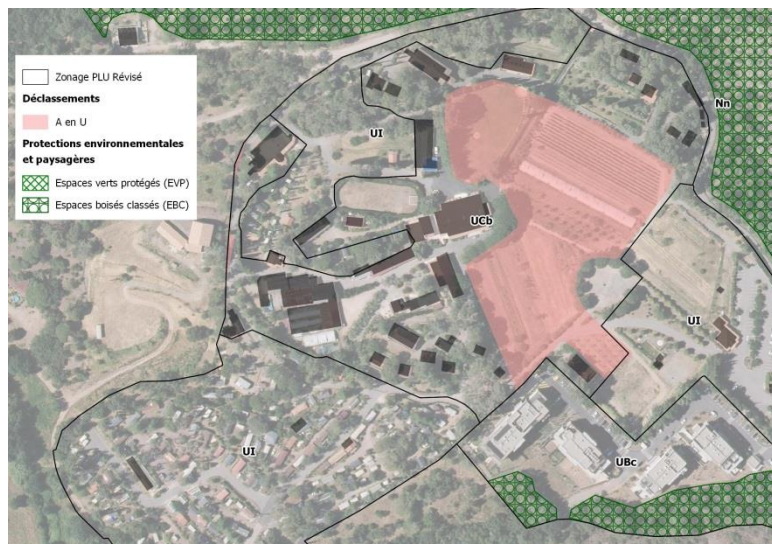 Zonage PLU Révisé
Déclassements
A en U
Protections environnementales
et paysagères
Espaces verts protégés (EVP)
Espaces boisés classés (EBC)
Nn
UI
UCb
UI
UI
UBc